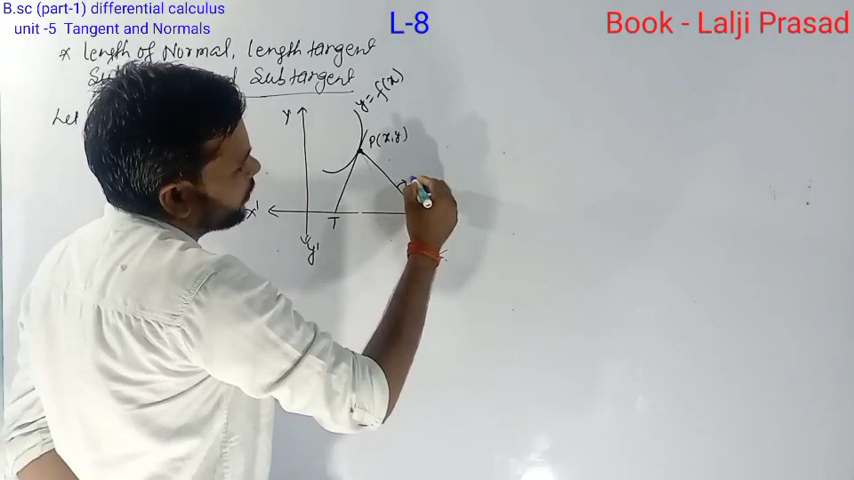 B.sc (part-1) differential calculus
unit -5 Tangent and Normals
L-8
Book - Lalji Prasad
* length of Normal, length tangent
Subtangent
Let
y = f(x)
Y
P(x,y)
x'
T
y'